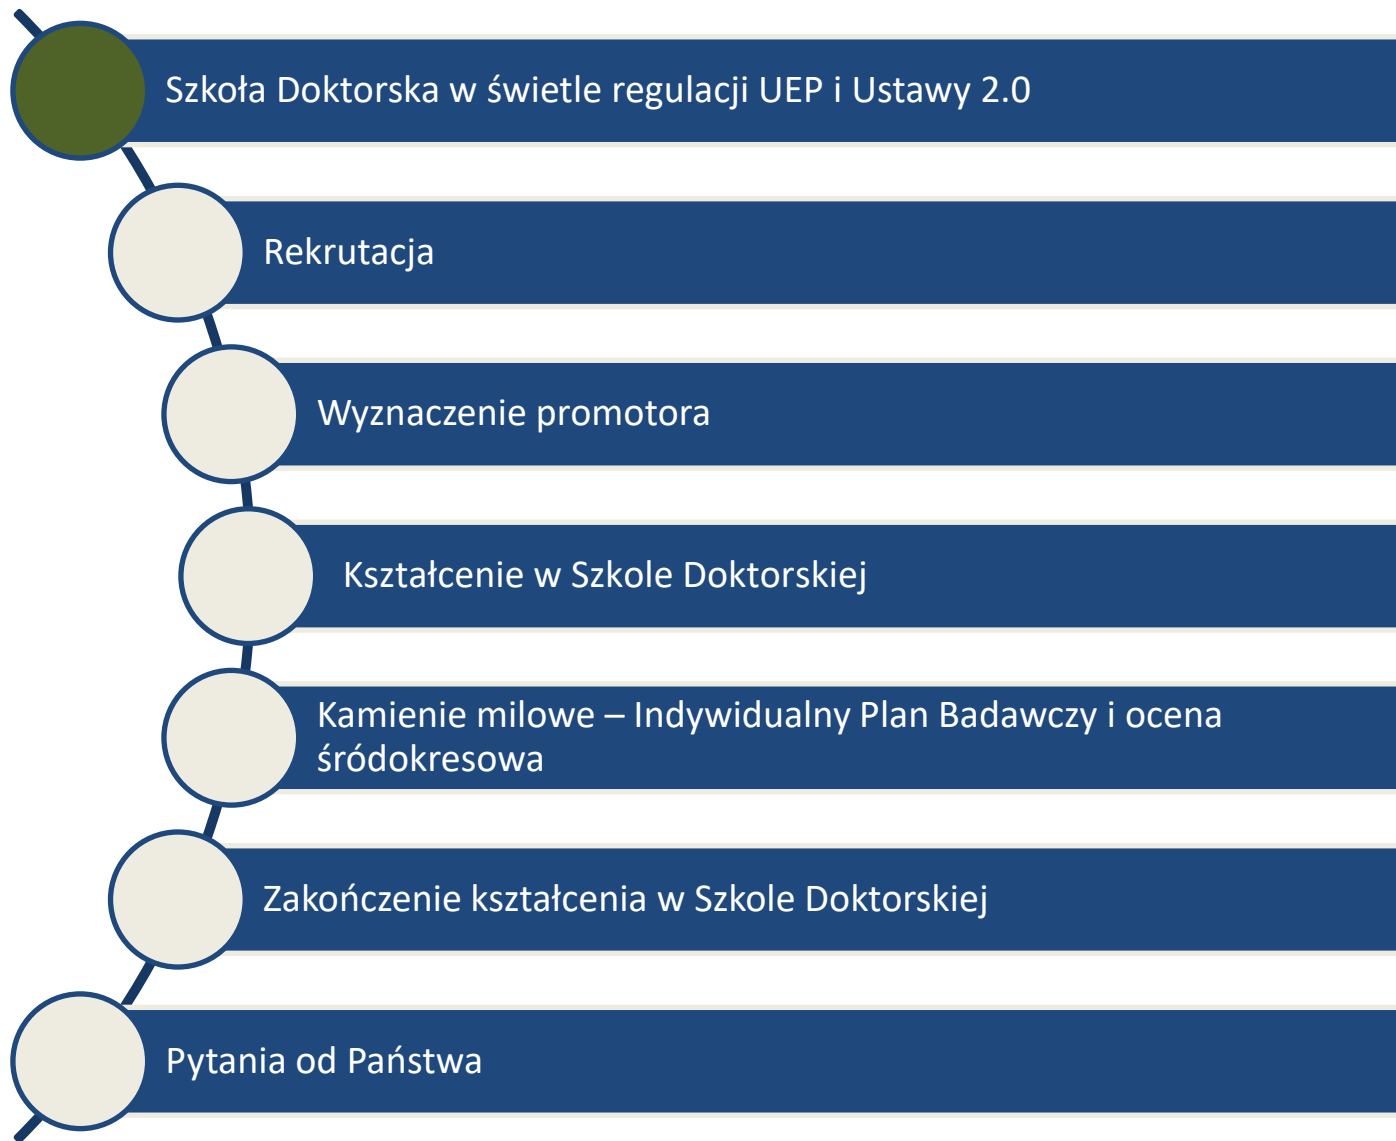 Szkoła Doktorska w świetle regulacji UEP i Ustawy 2.0
Rekrutacja
Wyznaczenie promotora
Kształcenie w Szkole Doktorskiej
Kamienie milowe – Indywidualny Plan Badawczy i ocena
śródokresowa
Zakończenie kształcenia w Szkole Doktorskiej
Pytania od Państwa